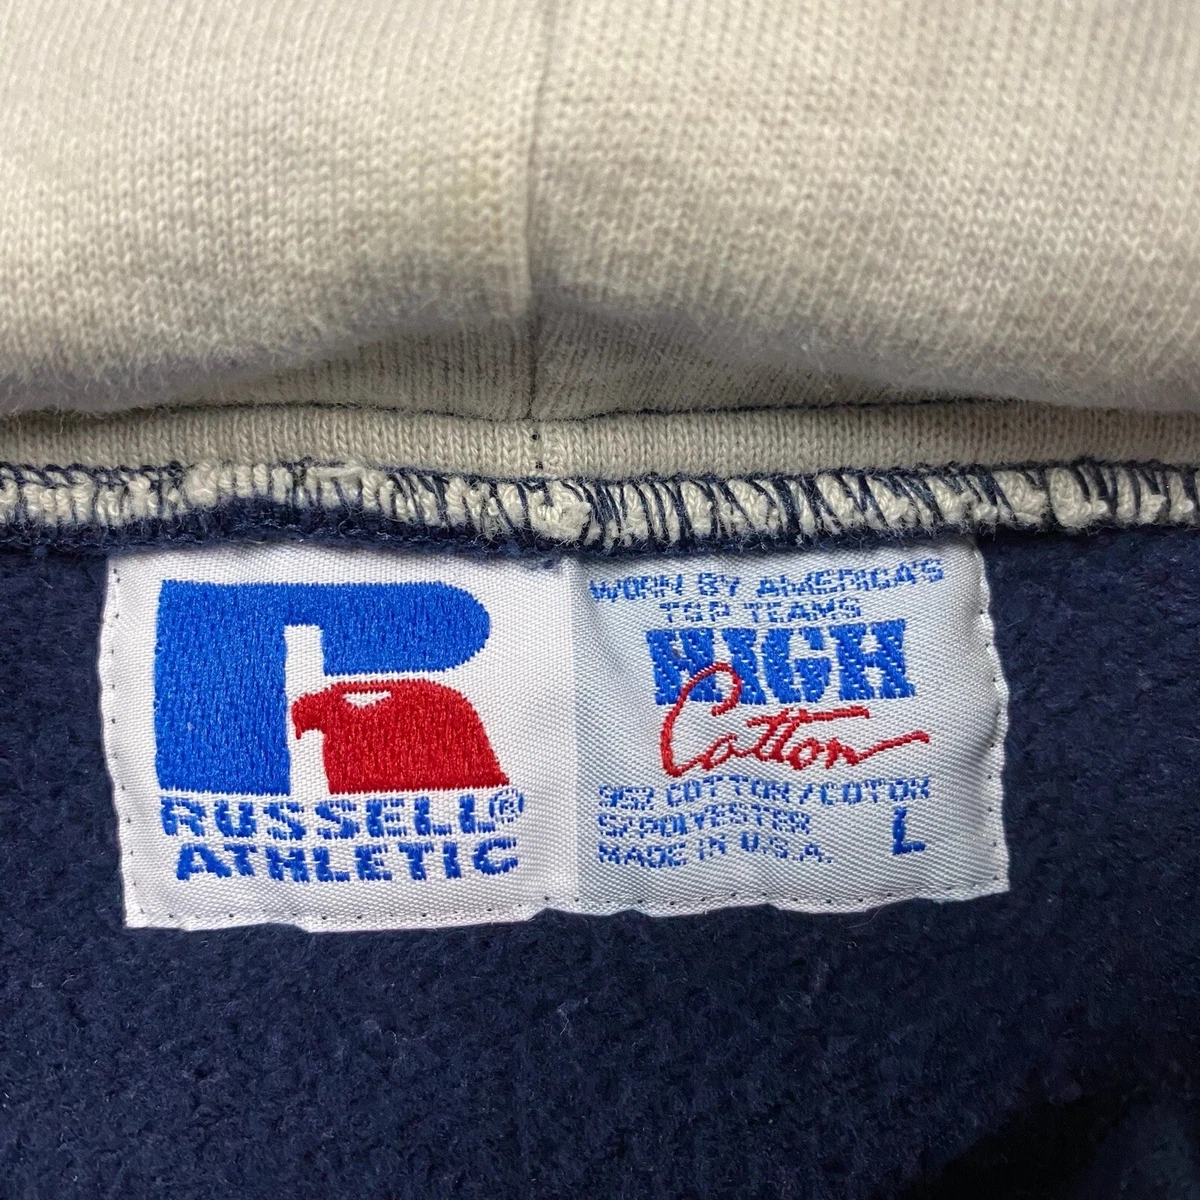 RUSSELL®
ATHLETIC
WORN BY AMERICA'S
TOP TEAMS
HIGH
Cotton
95% COTTON/COTON
5% POLYESTER
MADE IN U.S.A.
L